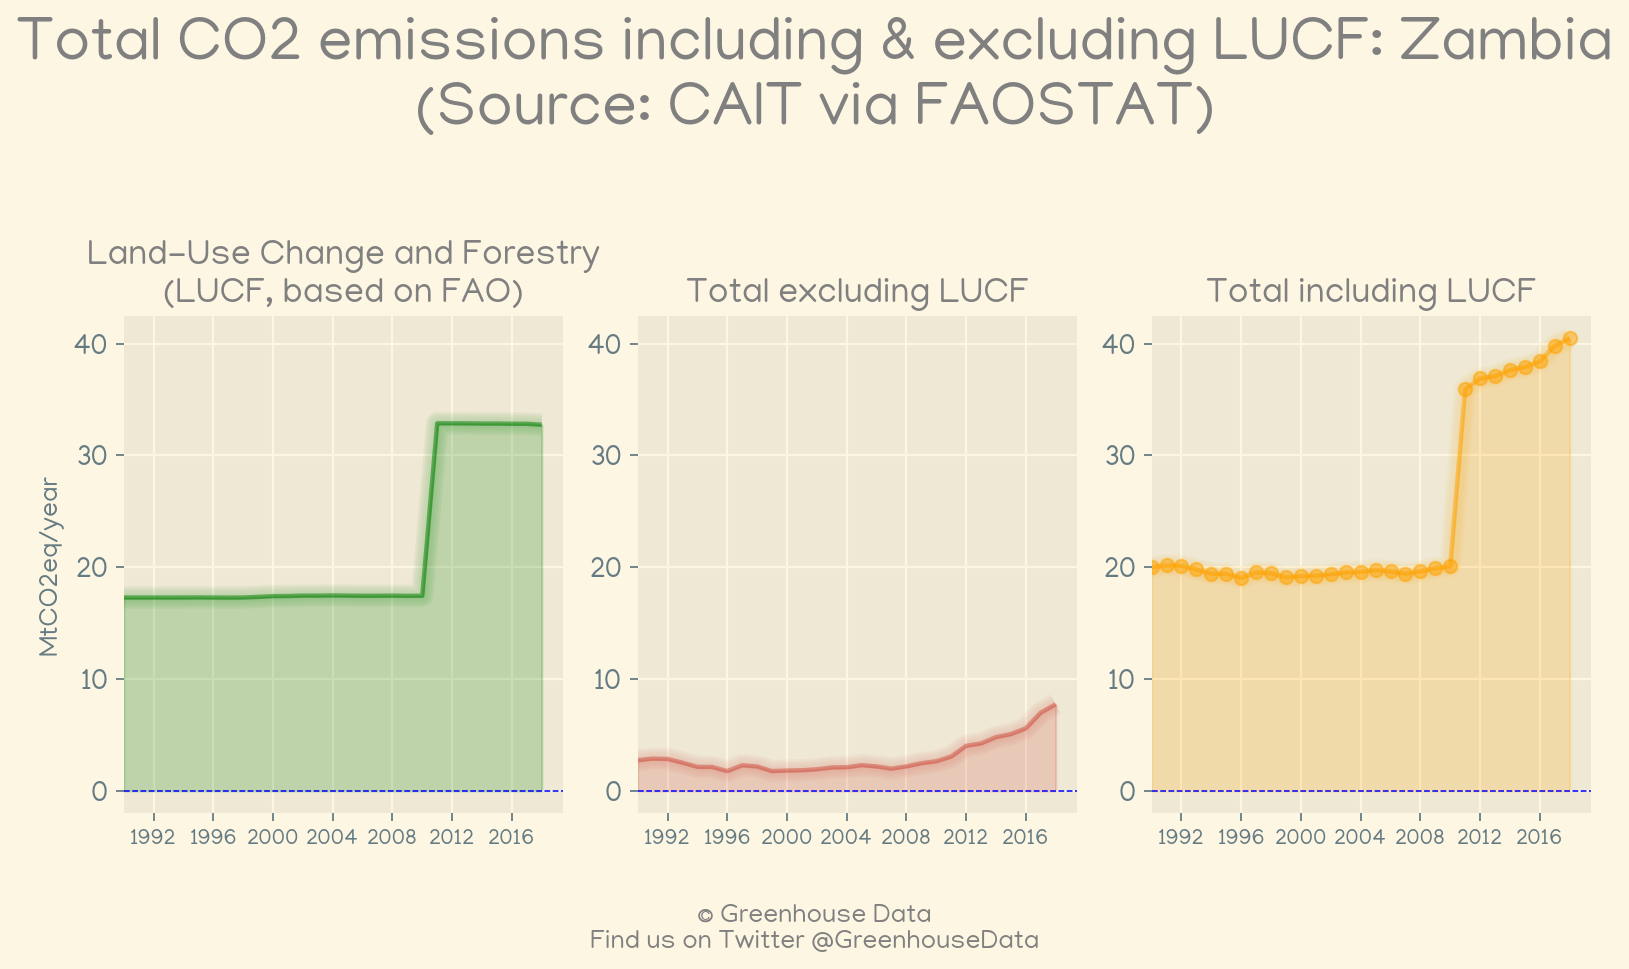 Total CO2 emissions including & excluding LUCF: Zambia
(Source: CAIT via FAOSTAT)
Land-Use Change and Forestry
(LUCF, based on FAO)
Total excluding LUCF
Total including LUCF
MtCO2eq/year
40
30
20
10
0
1992 1996 2000 2004 2008 2012 2016
40
30
20
10
0
1992 1996 2000 2004 2008 2012 2016
40
30
20
10
0
1992 1996 2000 2004 2008 2012 2016
© Greenhouse Data
Find us on Twitter @GreenhouseData